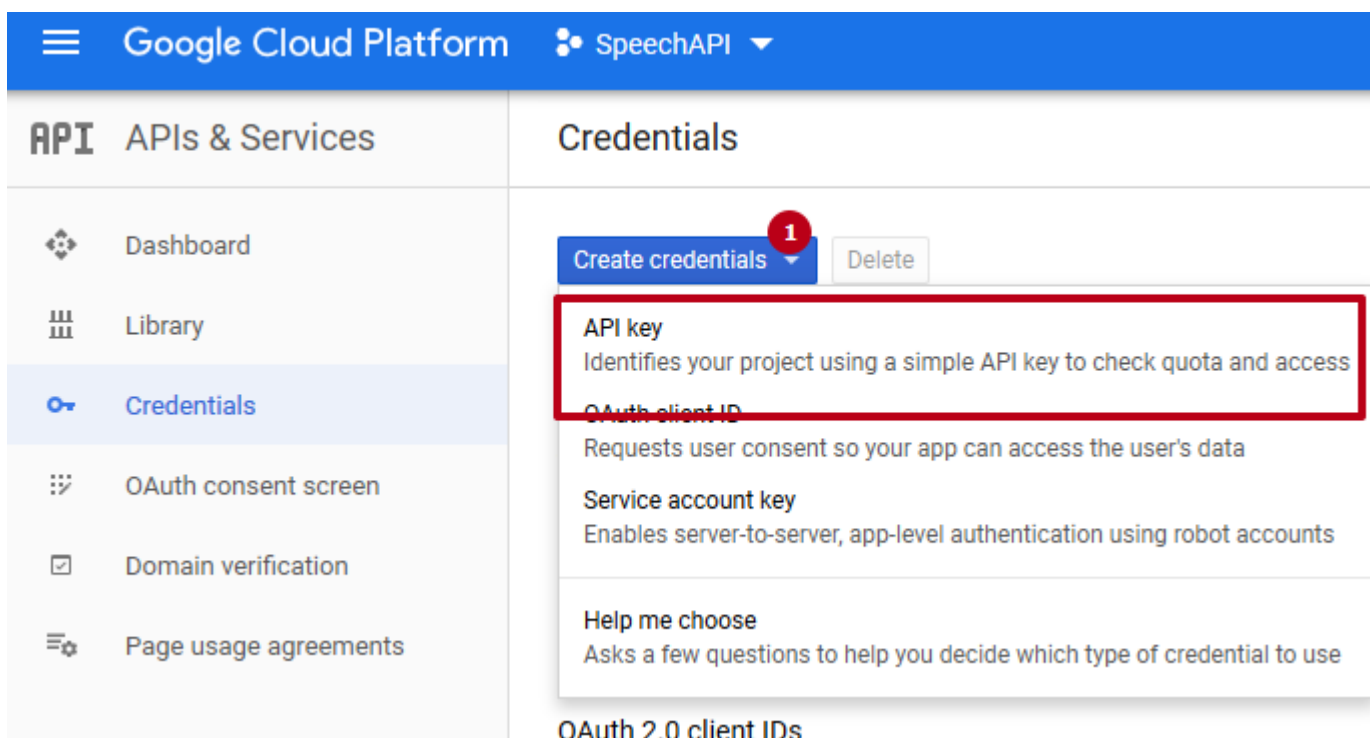 Google Cloud Platform SpeechAPI
API APIs & Services
Credentials
Dashboard
Library
Credentials
OAuth consent screen
Domain verification
Page usage agreements
1
Create credentials Delete
API key
Identifies your project using a simple API key to check quota and access
OAuth client ID
Requests user consent so your app can access the user's data
Service account key
Enables server-to-server, app-level authentication using robot accounts
Help me choose
Asks a few questions to help you decide which type of credential to use
OAuth 2.0 client IDs